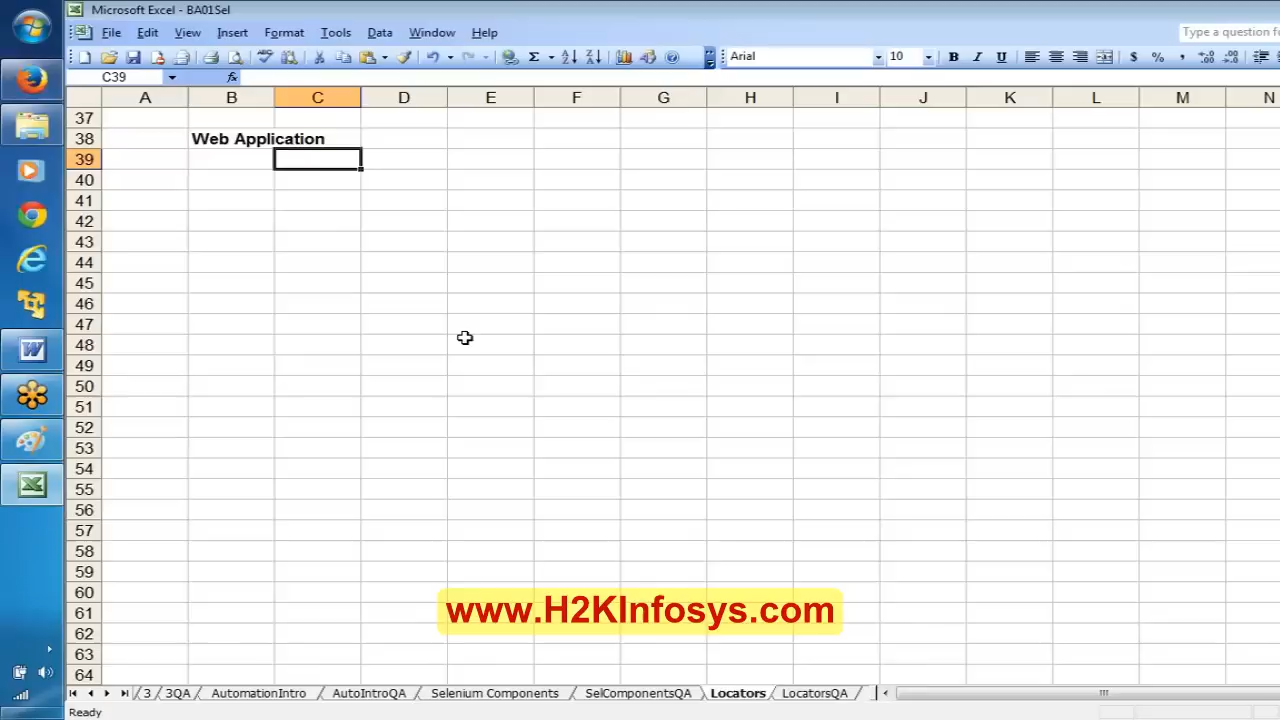 Microsoft Excel - BA01Sel
File Edit View Insert Format Tools Data Window Help
Type a question f
Arial 10 B I U $ % ,
C39 fx
A B C D E F G H I J K L M N
37
38 Web Application
39
40
41
42
43
44
45
46
47
48
49
50
51
52
53
54
55
56
57
58
59
60
61
62
63
64
www.H2KInfosys.com
3 3QA AutomationIntro AutoIntroQA Selenium Components SelComponentsQA Locators LocatorsQA
Ready